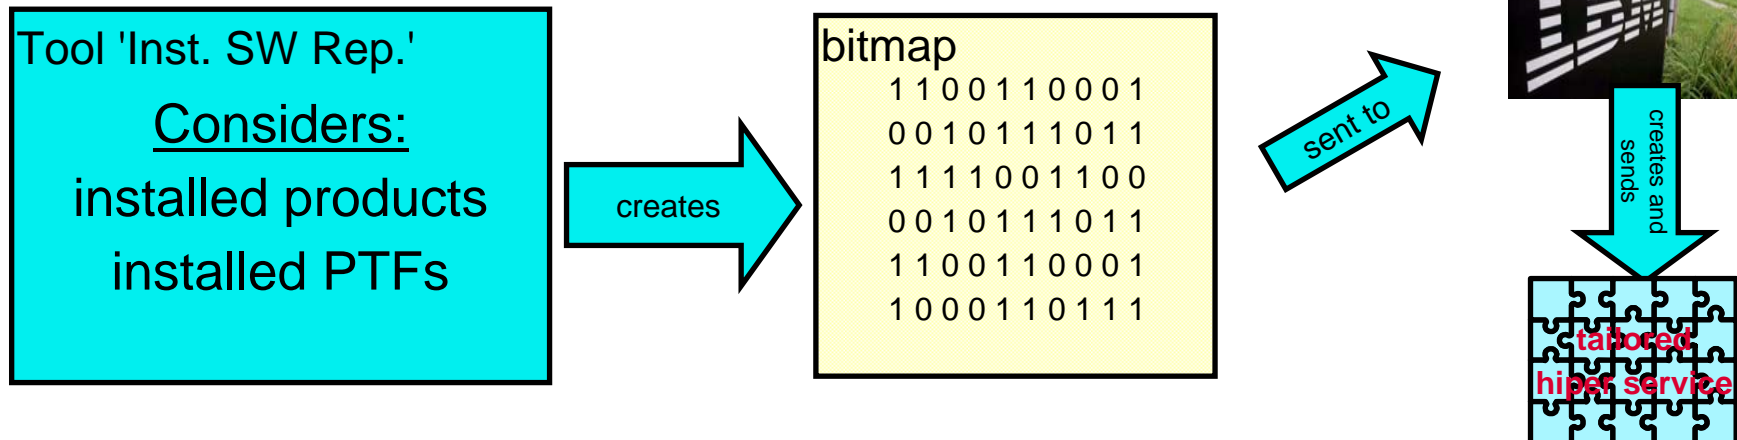 Tool 'Inst. SW Rep.'
Considers:
installed products
installed PTFs
creates
bitmap
1 1 0 0 1 1 0 0 0 1
0 0 1 0 1 1 1 0 1 1
1 1 1 1 0 0 1 1 0 0
0 0 1 0 1 1 1 0 1 1
1 1 0 0 1 1 0 0 0 1
1 0 0 0 1 1 0 1 1 1
sent to
IBM
creates and
sends
tailored
hiper service